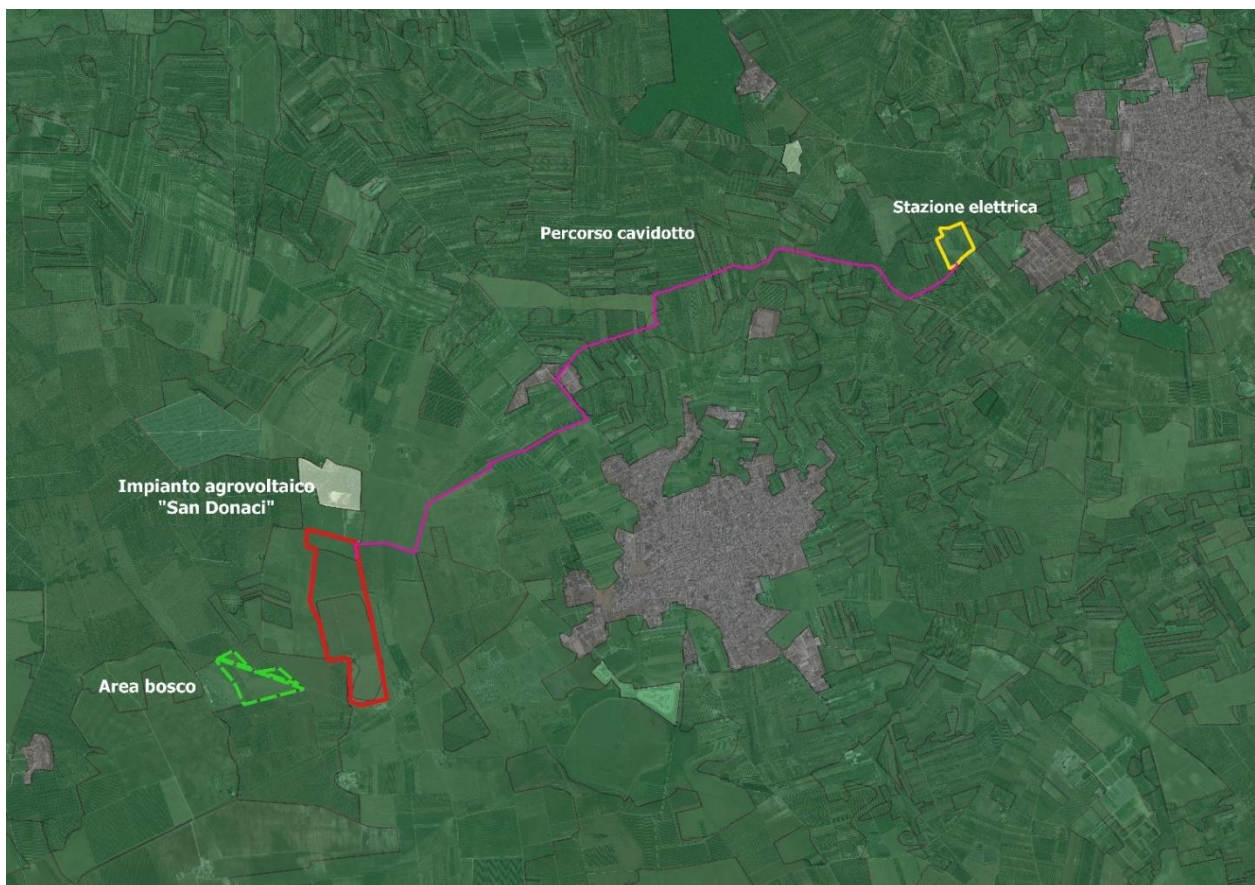 Stazione elettrica
Percorso cavidotto
Impianto agrovoltaico
"San Donaci"
Area bosco